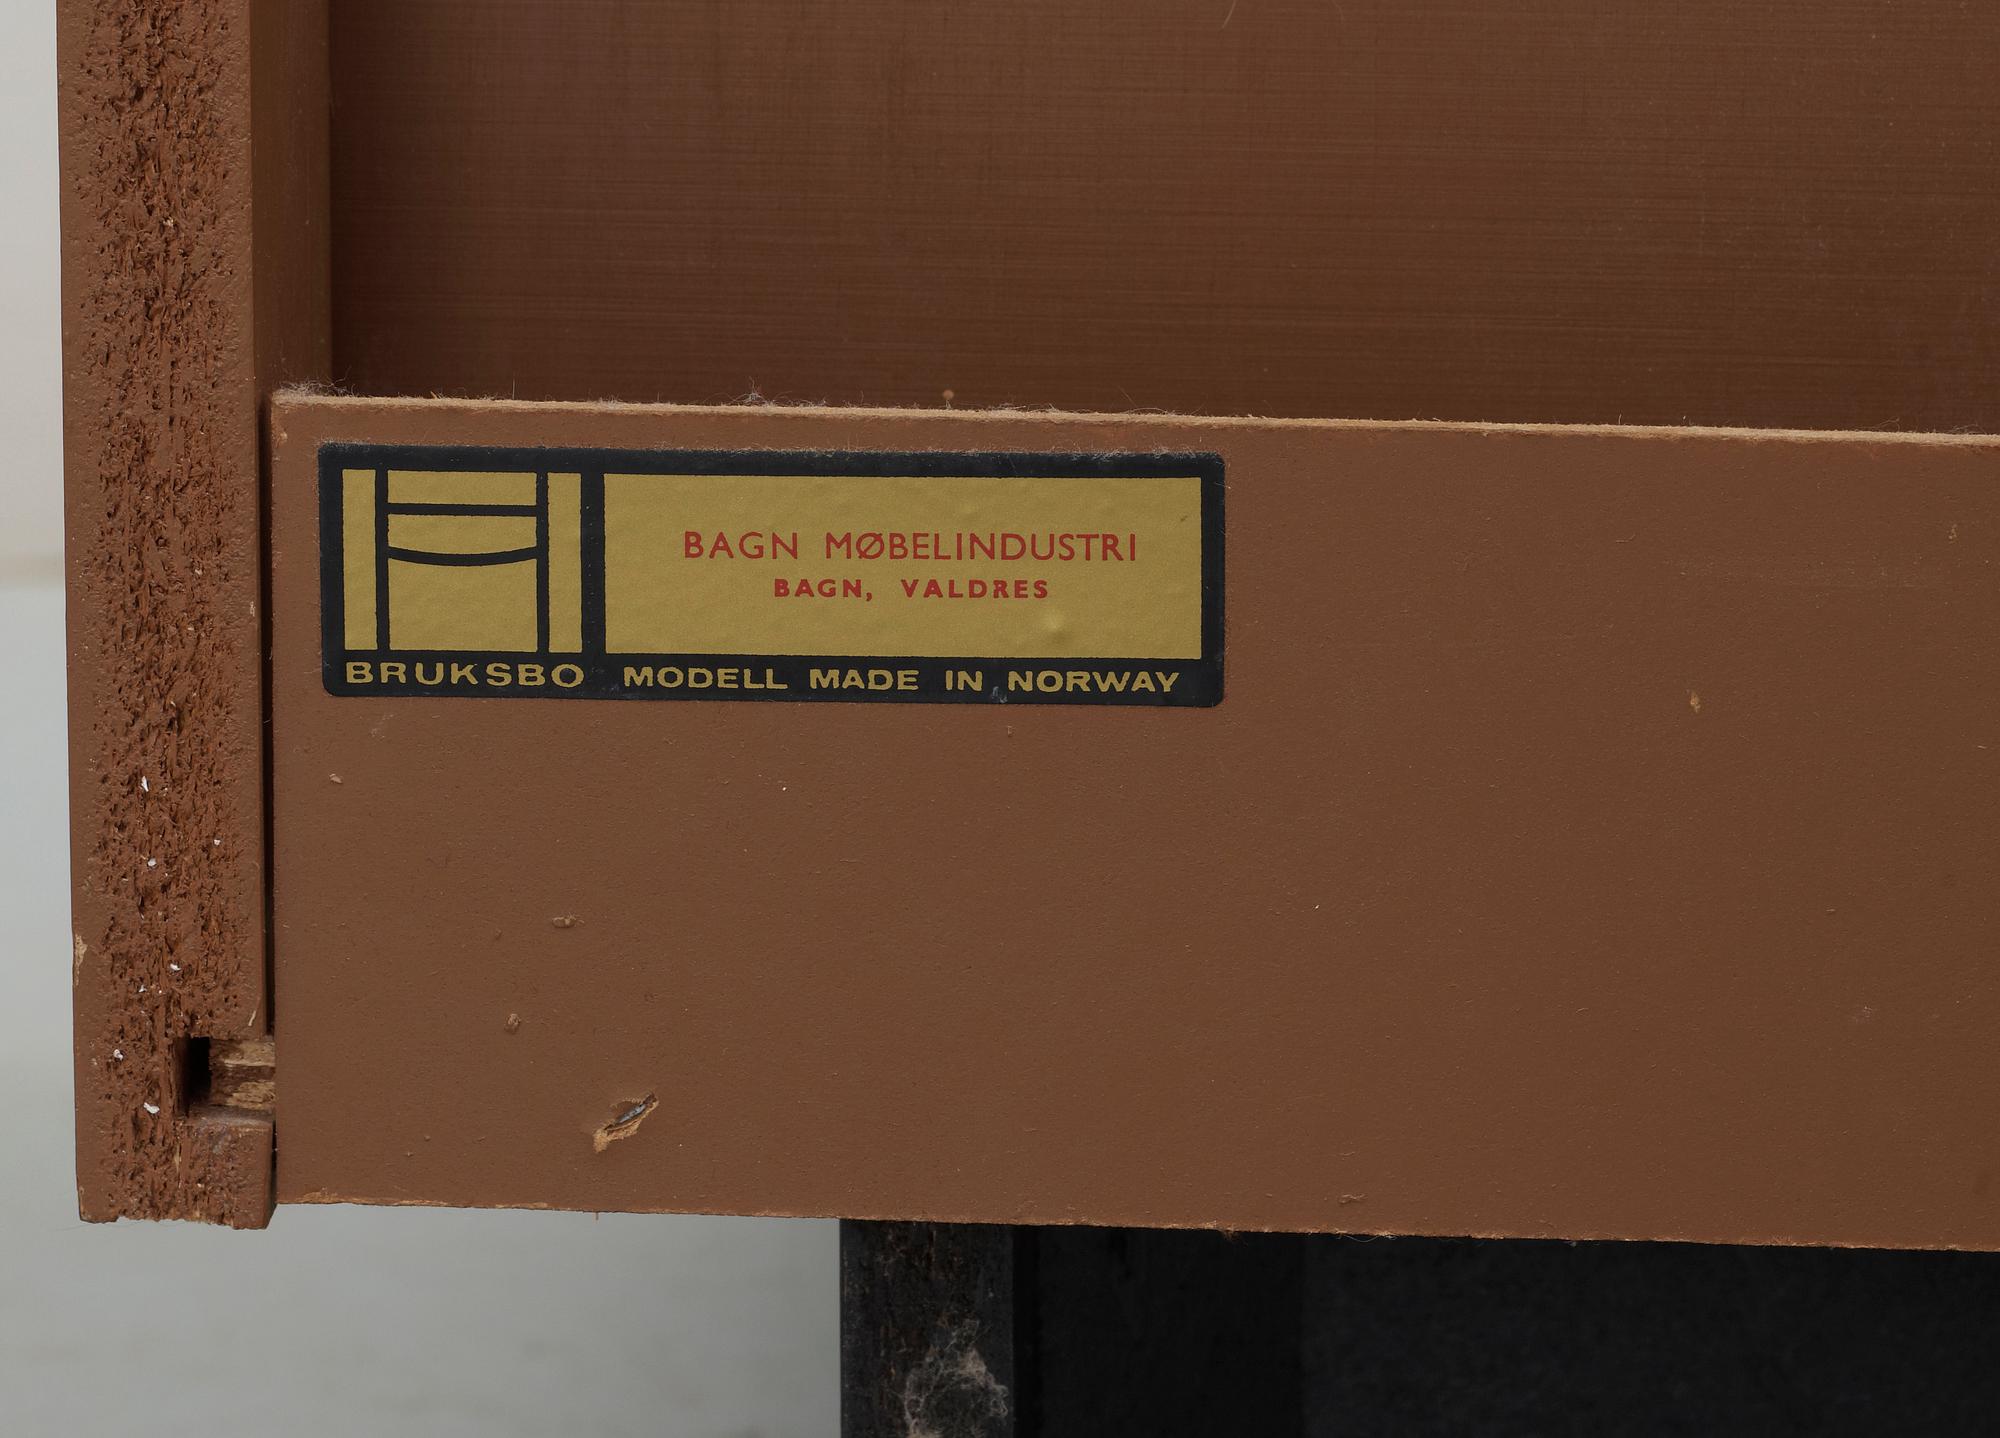 BAGN MØBELINDUSTRI
BAGN, VALDRES
BRUKSBO MODELL MADE IN NORWAY